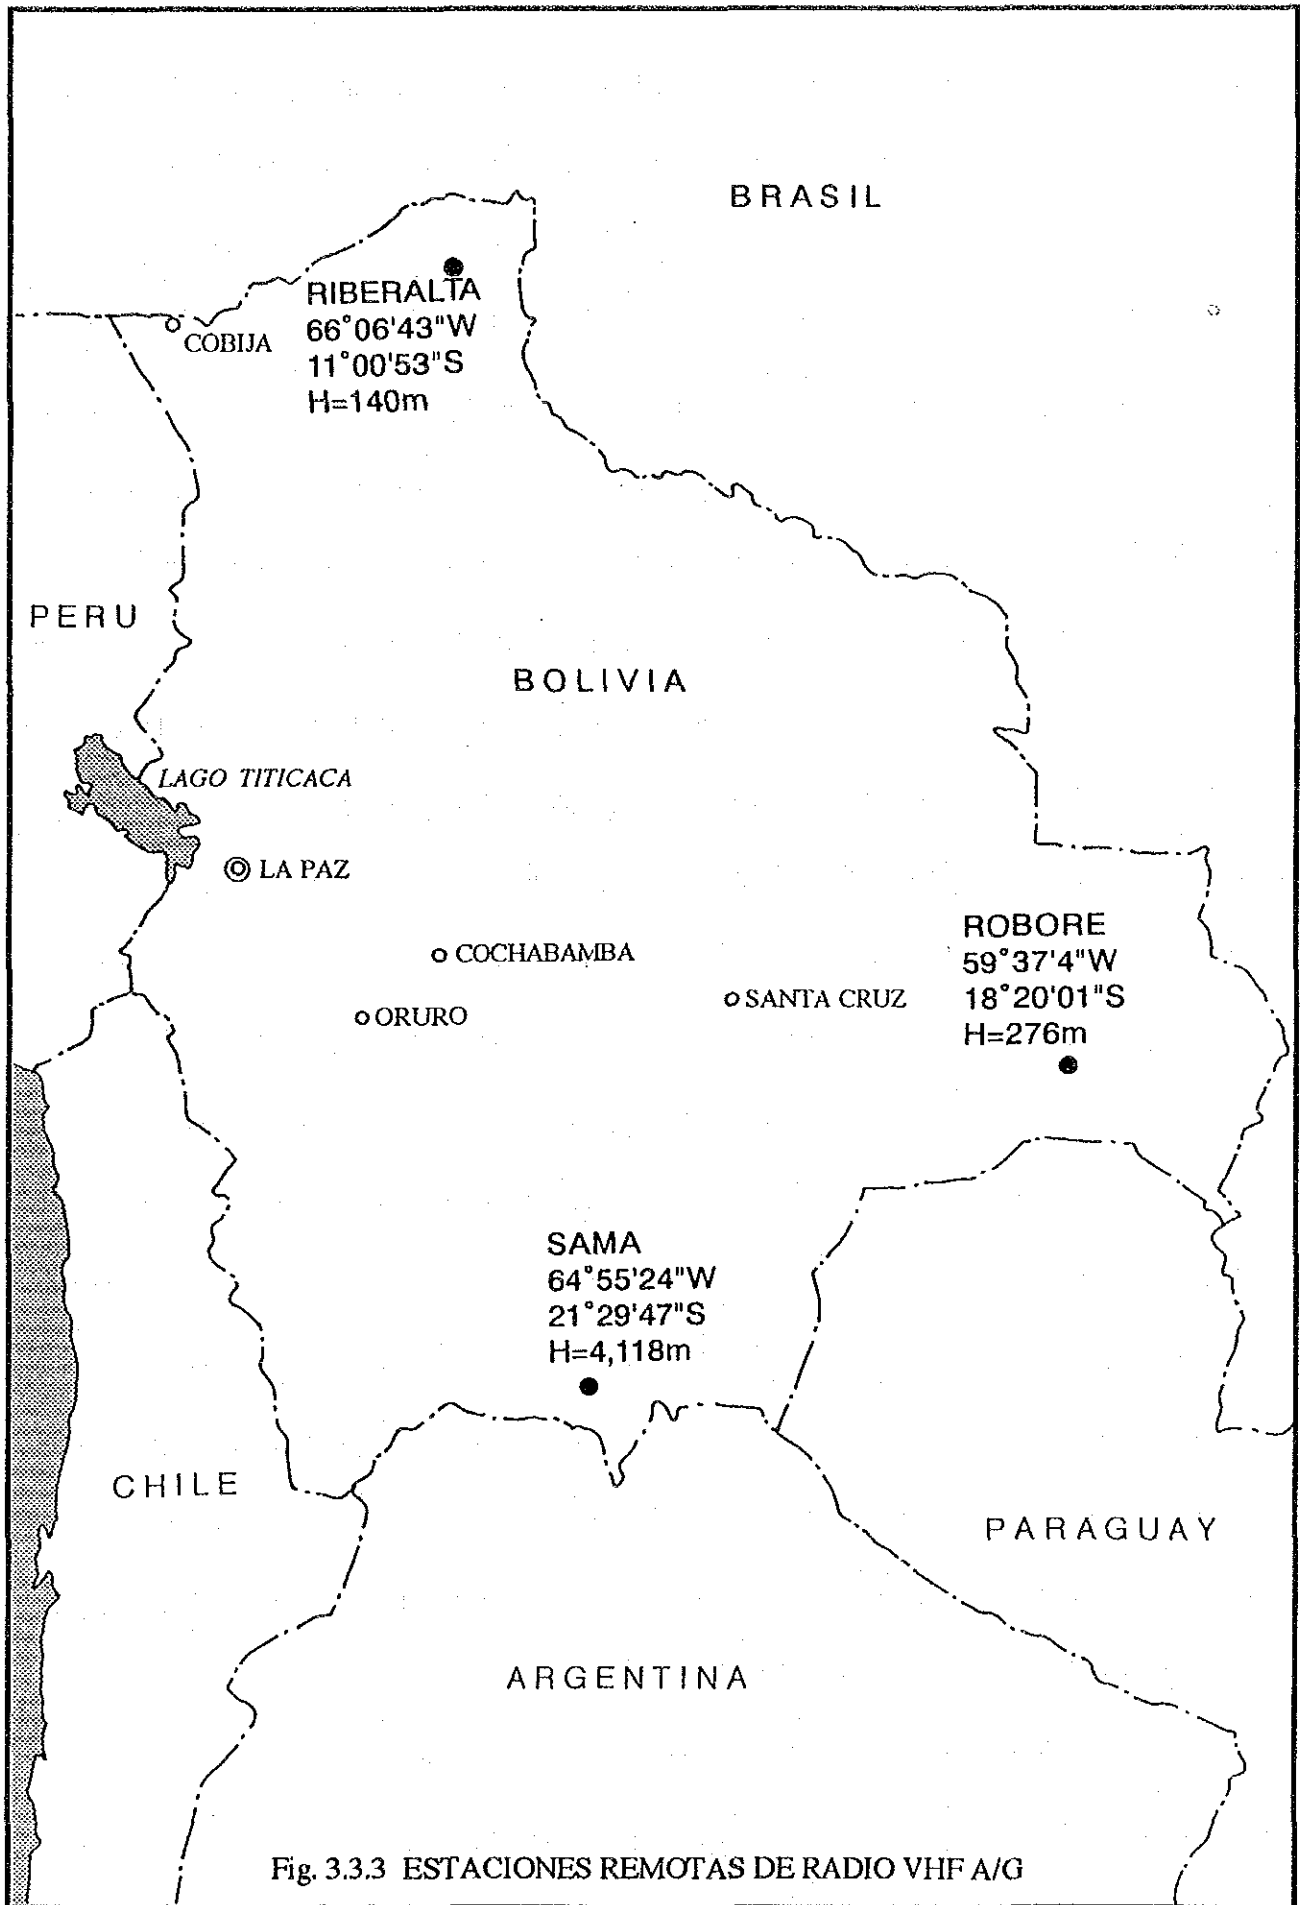 BRASIL
RIBERALTA
66°06'43"W
11°00'53"S
H=140m
COBIJA
PERU
BOLIVIA
LAGO TITICACA
LA PAZ
ROBORE
59°37'4"W
18°20'01"S
H=276m
COCHABAMBA
SANTA CRUZ
ORURO
SAMA
64°55'24"W
21°29'47"S
H=4,118m
CHILE
PARAGUAY
ARGENTINA
Fig. 3.3.3 ESTACIONES REMOTAS DE RADIO VHF A/G